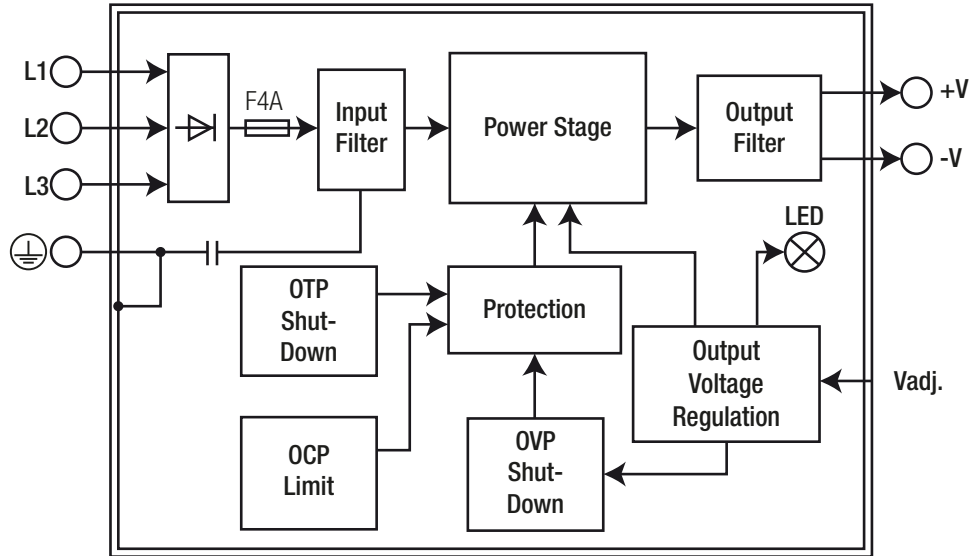 L1
L2
L3
F4A
Input
Filter
Power Stage
Output
Filter
+V
-V
LED
OTP
Shut-
Down
Protection
Output
Voltage
Regulation
Vadj.
OCP
Limit
OVP
Shut-
Down